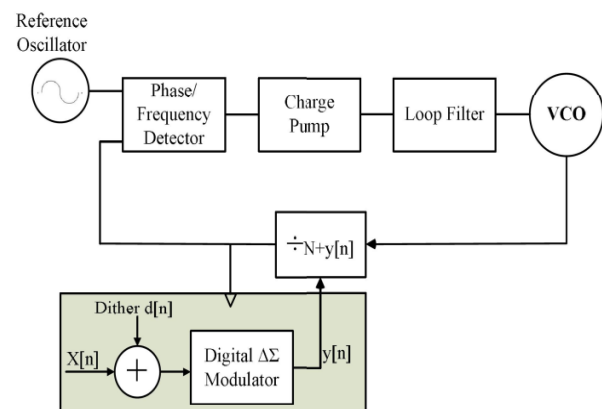 Reference
Oscillator
Phase/
Frequency
Detector
Charge
Pump
Loop Filter
VCO
÷N+y[n]
Dither d[n]
X[n]
+
Digital ΔΣ
Modulator
y[n]